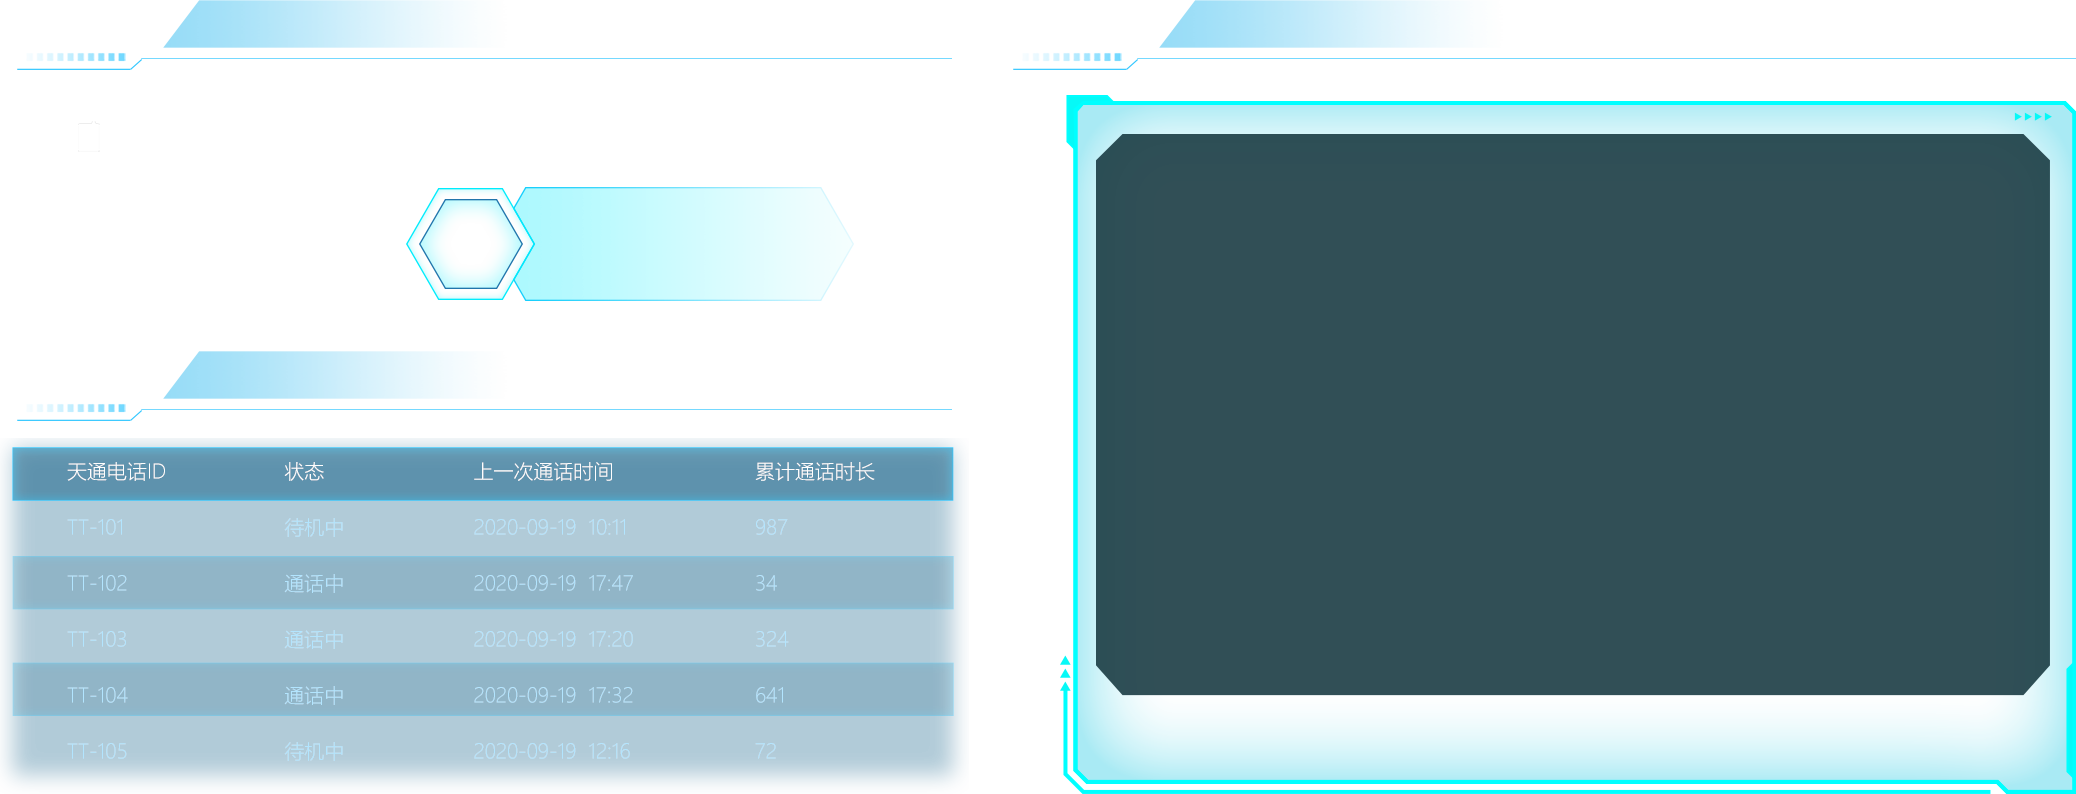 天通电话ID 状态 上一次通话时间 累计通话时长
TT-101 待机中 2020-09-19 10:11 987
TT-102 通话中 2020-09-19 17:47 34
TT-103 通话中 2020-09-19 17:20 324
TT-104 通话中 2020-09-19 17:32 641
TT-105 待机中 2020-09-19 12:16 72